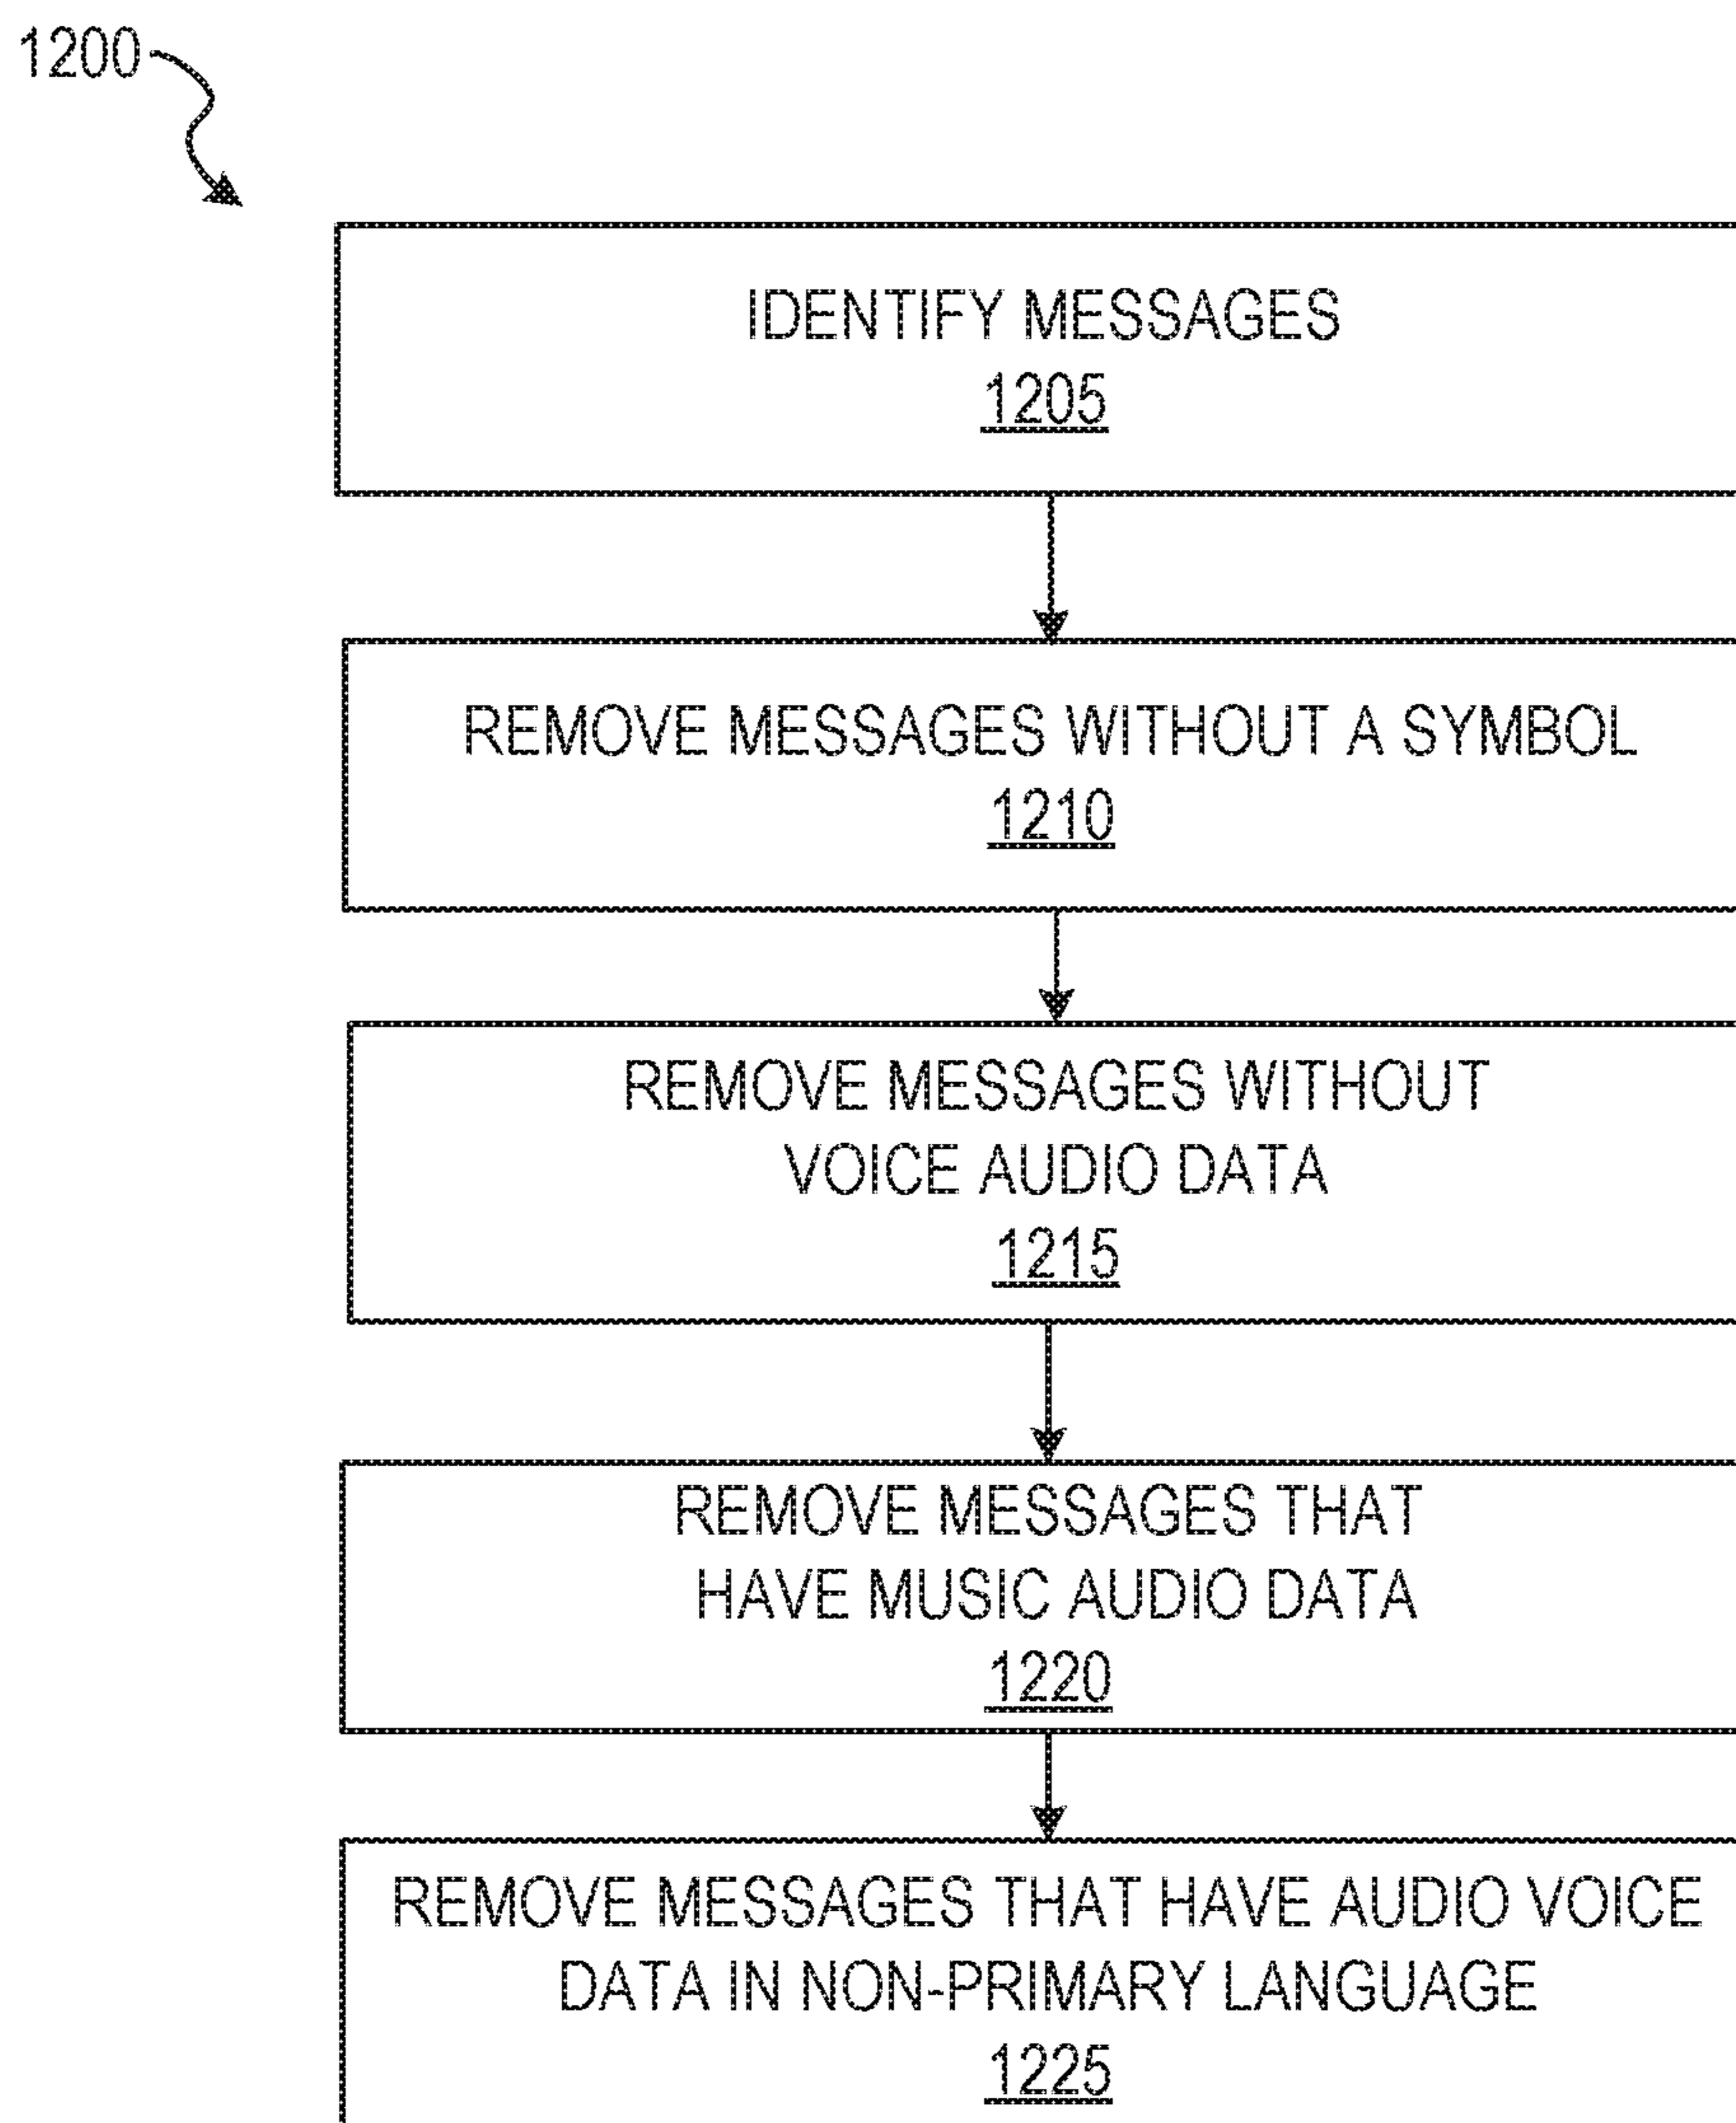 1200
IDENTIFY MESSAGES
1205
REMOVE MESSAGES WITHOUT A SYMBOL
1210
REMOVE MESSAGES WITHOUT
VOICE AUDIO DATA
1215
REMOVE MESSAGES THAT
HAVE MUSIC AUDIO DATA
1220
REMOVE MESSAGES THAT HAVE AUDIO VOICE
DATA IN NON-PRIMARY LANGUAGE
1225